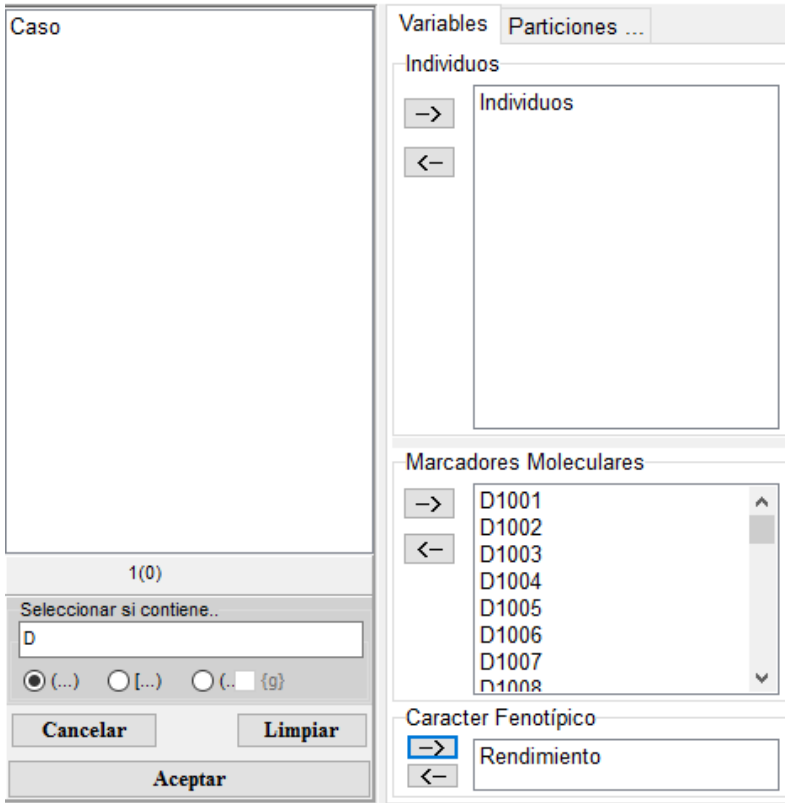 Caso
1(0)
Seleccionar si contiene..
D
(...) [...) (.. {g}
Cancelar Limpiar
Aceptar
Variables Particiones ...
Individuos
–> Individuos
<–
Marcadores Moleculares
–> D1001
D1002
<– D1003
D1004
D1005
D1006
D1007
D1008
Caracter Fenotípico
–> Rendimiento
<–